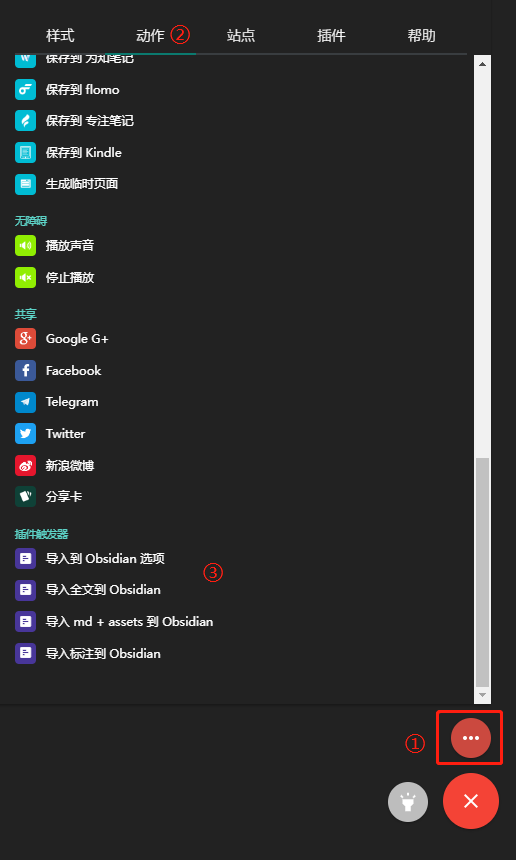 样式 动作 ② 站点 插件 帮助
保存到 为知笔记
保存到 flomo
保存到 专注笔记
保存到 Kindle
生成临时页面
无障碍
播放声音
停止播放
共享
Google G+
Facebook
Telegram
Twitter
新浪微博
分享卡
插件触发器
导入到 Obsidian 选项
③
导入全文到 Obsidian
导入 md + assets 到 Obsidian
导入标注到 Obsidian
①